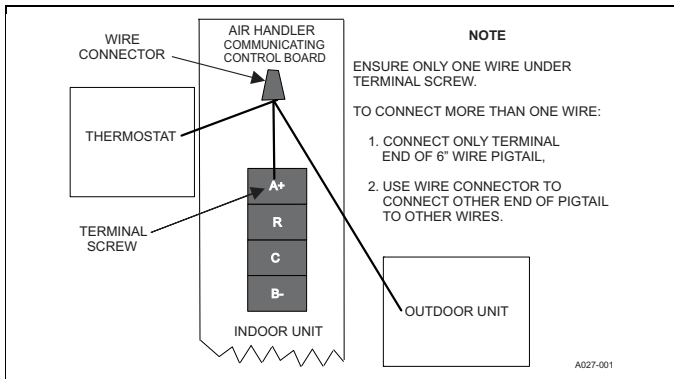 WIRE
CONNECTOR
AIR HANDLER
COMMUNICATING
CONTROL BOARD
THERMOSTAT
A+
R
C
B-
TERMINAL
SCREW
INDOOR UNIT
OUTDOOR UNIT
NOTE
ENSURE ONLY ONE WIRE UNDER
TERMINAL SCREW.
TO CONNECT MORE THAN ONE WIRE:
1. CONNECT ONLY TERMINAL
END OF 6" WIRE PIGTAIL,
2. USE WIRE CONNECTOR TO
CONNECT OTHER END OF PIGTAIL
TO OTHER WIRES.
A027-001